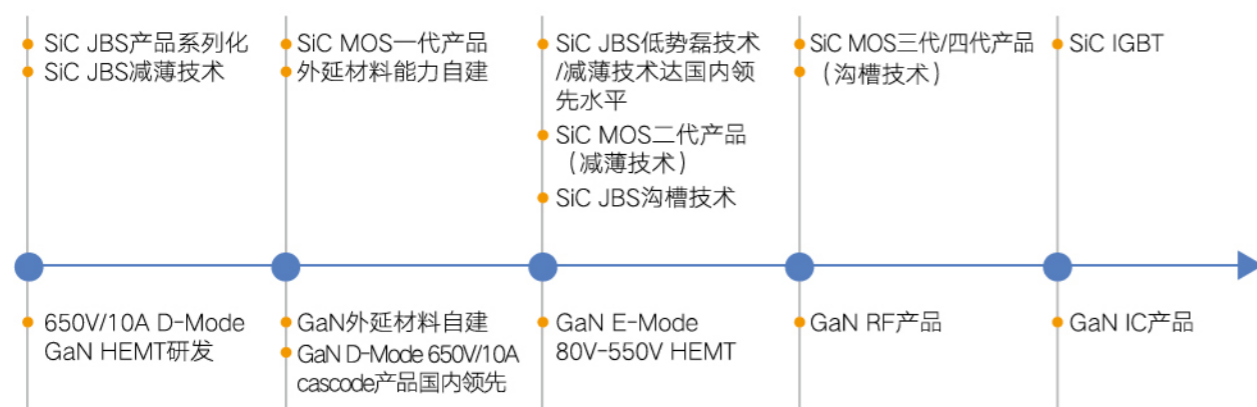 SiC JBS产品系列化
SiC JBS减薄技术
SiC MOS一代产品
外延材料能力自建
SiC JBS低势磊技术
/减薄技术达国内领
先水平
SiC MOS二代产品
（减薄技术）
SiC JBS沟槽技术
SiC MOS三代/四代产品
（沟槽技术）
SiC IGBT
650V/10A D-Mode
GaN HEMT研发
GaN外延材料自建
GaN D-Mode 650V/10A
cascode产品国内领先
GaN E-Mode
80V-550V HEMT
GaN RF产品
GaN IC产品